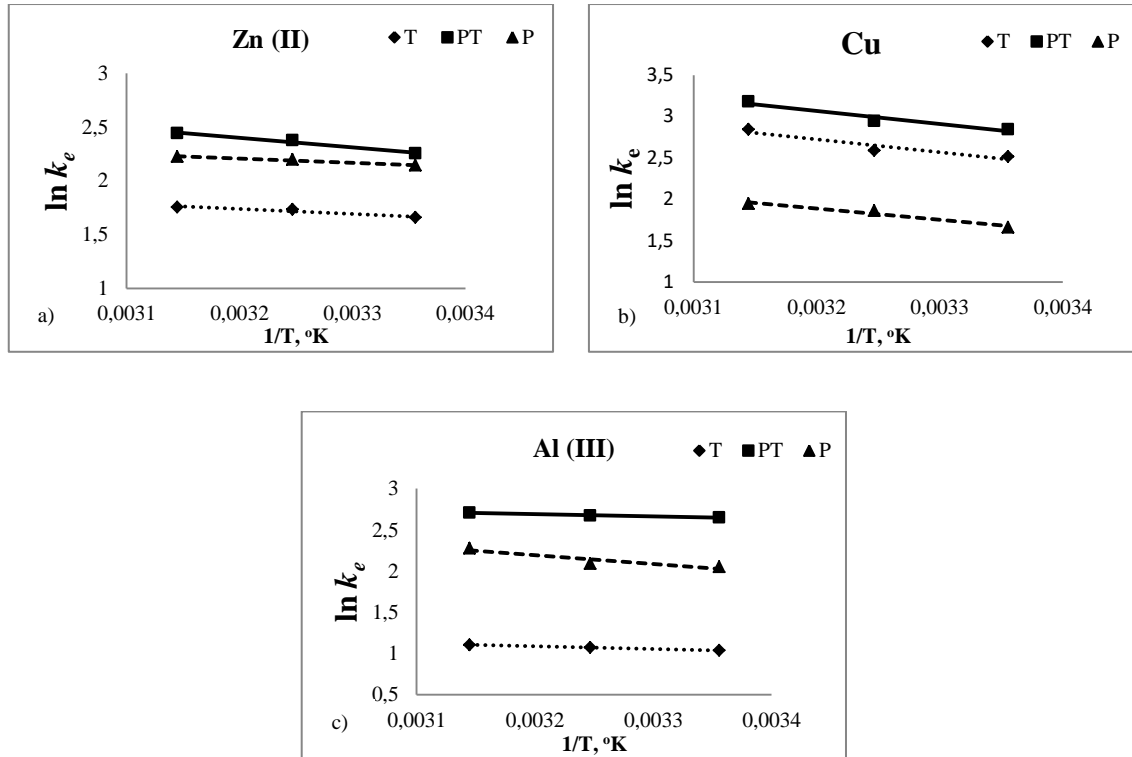 Zn (II)
T PT P
3
2,5
2
1,5
1
ln kₑ
0,0031 0,0032 0,0033 0,0034
a)
1/T, ᵒK
Cu
T PT P
3,5
3
2,5
2
1,5
1
ln kₑ
0,0031 0,0032 0,0033 0,0034
b)
1/T, ᵒK
Al (III)
T PT P
3
2,5
2
1,5
1
0,5
ln kₑ
0,0031 0,0032 0,0033 0,0034
c)
1/T, ᵒK